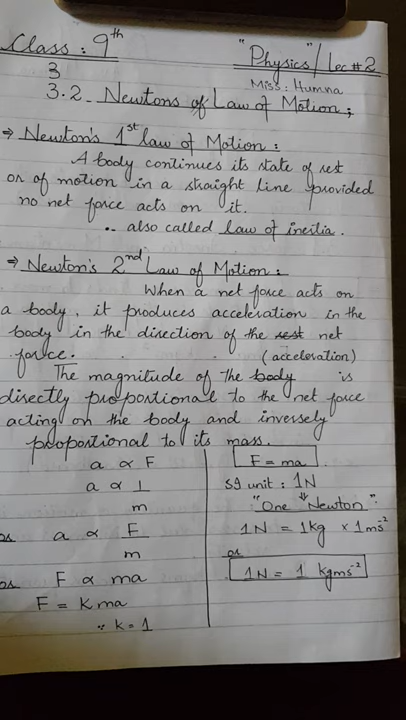 Class : 9th
"Physics" / Lec # 2
3
Miss : Humna
3.2 - Newtons of Law of Motion ;
⇒ Newton's 1st law of Motion :
A body continues its state of rest
or of motion in a straight line provided
no net force acts on it.
∴ also called law of inertia.
⇒ Newton's 2nd Law of Motion :
When a net force acts on
a body, it produces acceleration in the
body in the direction of the rest net
force.
(acceleration)
The magnitude of the body is
directly proportional to the net force
acting on the body and inversely
proportional to its mass.
a ∝ F
a ∝ 1/m
or a ∝ F/m
or F ∝ ma
F = K ma
∵ k = 1
F = ma
SI unit : 1N
⇓
"One Newton"
1N = 1kg × 1ms⁻²
or
1N = 1 kgms⁻²